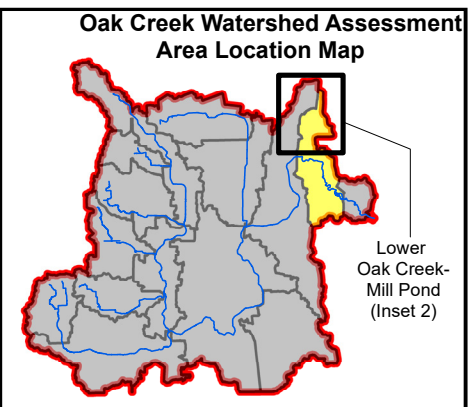 Oak Creek Watershed Assessment
Area Location Map
Lower
Oak Creek-
Mill Pond
(Inset 2)